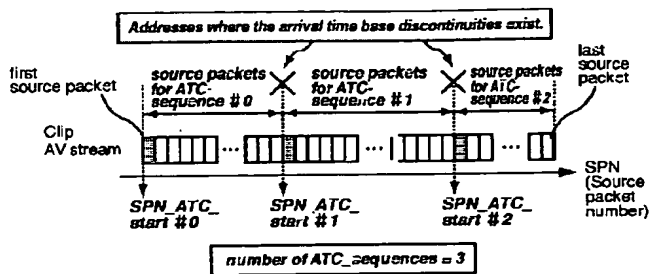 Addresses where the arrival time base discontinuities exist.
first
source packet
source packets
for ATC-
sequence #0
source packets
for ATC-
sequence #1
source packets
for ATC-
sequence #2
last
source
packet
Clip
AV stream
SPN
(Source
packet
number)
SPN_ATC_
start #0
SPN_ATC_
start #1
SPN_ATC_
start #2
number of ATC_sequences = 3